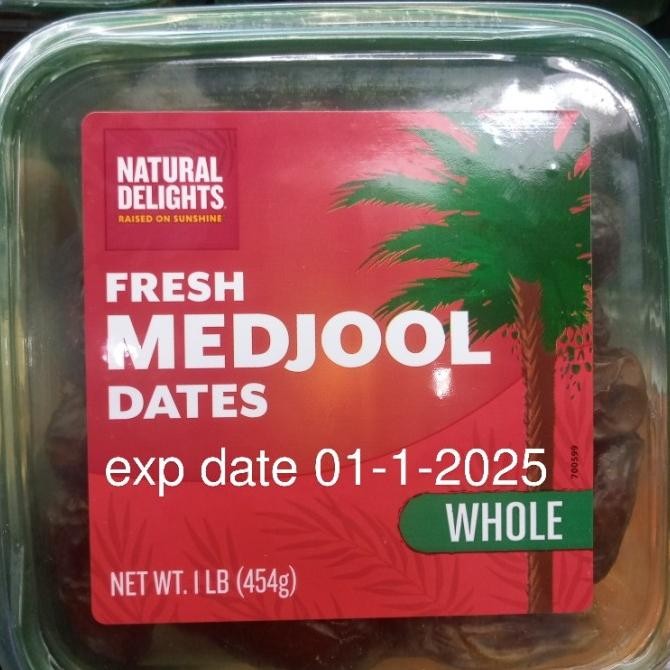 NATURAL
DELIGHTS
RAISED ON SUNSHINE
FRESH
MEDJOOL
DATES
exp date 01-1-2025
700599
WHOLE
NET WT. 1 LB (454g)